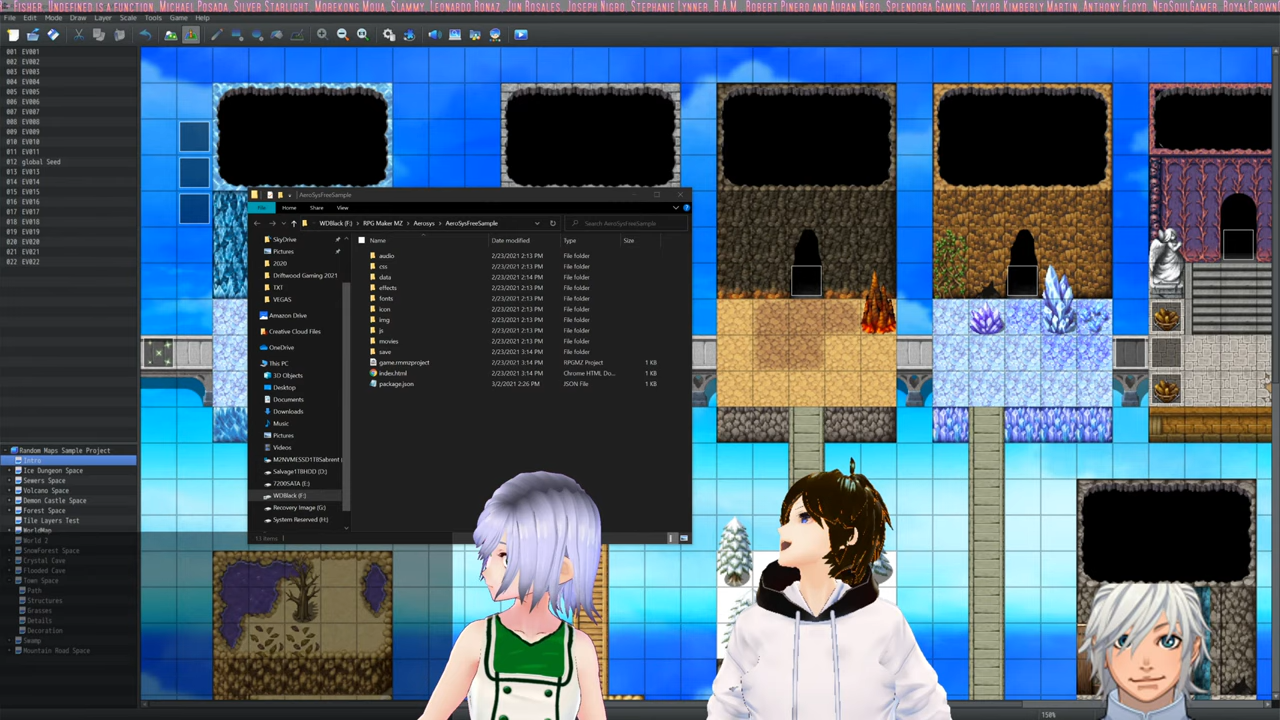 FISHER, UNDEFINED IS A FUNCTION, MICHAEL POSADA, SILVER STARLIGHT, MOREKONG MOUA, SLAMMY, LEONARDO BONAZ, JUN ROSALES, JOSEPH NIGRO, STEPHANIE LYNNER, B.A.M, ROBERT PINERO AND AUBAN NERO, SPLENDORA GAMING, TAYLOR KIMBERLY MARTIN, ANTHONY FLOYD, NEOSOULGAMER, ROYALCROWN
File Edit Mode Draw Layer Scale Tools Game Help
001 EV001
002 EV002
003 EV003
004 EV004
005 EV005
006 EV006
007 EV007
008 EV008
009 EV009
010 EV010
011 EV011
012 global Seed
013 EV013
014 EV014
015 EV015
016 EV016
017 EV017
018 EV018
019 EV019
020 EV020
021 EV021
022 EV022
Random Maps Sample Project
Intro
Ice Dungeon Space
Sewers Space
Volcano Space
Demon Castle Space
Forest Space
Tile Layers Test
WorldMap
World 2
SnowForest Space
Crystal Cave
Flooded Cave
Town Space
Path
Structures
Grasses
Details
Decoration
Swamp
Mountain Road Space
AeroSysFreeSample
File Home Share View
WDBlack (F:) RPG Maker MZ Aerosys AeroSysFreeSample
Search AeroSysFreeSample
SkyDrive
Pictures
2020
Driftwood Gaming 2021
TXT
VEGAS
Amazon Drive
Creative Cloud Files
OneDrive
This PC
3D Objects
Desktop
Documents
Downloads
Music
Pictures
Videos
M2NVMESSD1TBSabrent
Salvage1TBHDD (D:)
7200SATA (E:)
WDBlack (F:)
Recovery Image (G:)
System Reserved (H:)
Name Date modified Type Size
audio 2/23/2021 2:13 PM File folder
css 2/23/2021 2:13 PM File folder
data 2/23/2021 2:14 PM File folder
effects 2/23/2021 2:13 PM File folder
fonts 2/23/2021 2:13 PM File folder
icon 2/23/2021 2:13 PM File folder
img 2/23/2021 2:13 PM File folder
js 2/23/2021 2:13 PM File folder
movies 2/23/2021 2:13 PM File folder
save 2/23/2021 3:14 PM File folder
game.rmmzproject 2/23/2021 3:14 PM RPGMZ Project 1 KB
index.html 2/23/2021 3:14 PM Chrome HTML Do... 1 KB
package.json 3/2/2021 2:26 PM JSON File 1 KB
13 items
150%